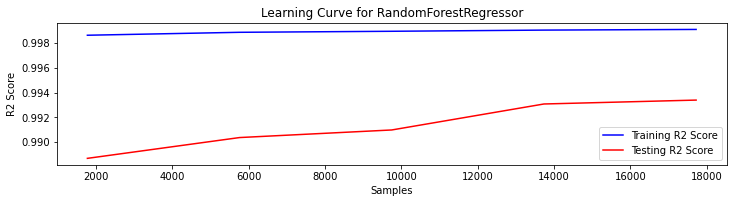 Learning Curve for RandomForestRegressor
R2 Score
0.998
0.996
0.994
0.992
0.990
Training R2 Score
Testing R2 Score
2000 4000 6000 8000 10000 12000 14000 16000 18000
Samples